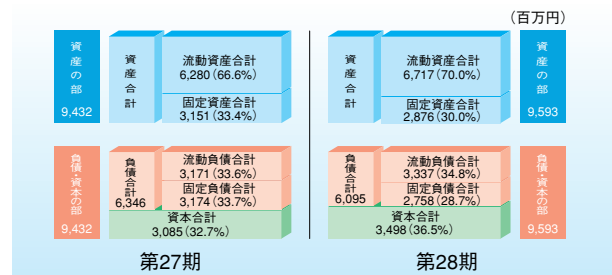 (百万円)
資産の部
9,432
資産合計
流動資産合計
6,280(66.6%)
固定資産合計
3,151(33.4%)
負債・資本の部
9,432
負債合計
6,346
流動負債合計
3,171(33.6%)
固定負債合計
3,174(33.7%)
資本合計
3,085(32.7%)
第27期
資産合計
流動資産合計
6,717(70.0%)
固定資産合計
2,876(30.0%)
資産の部
9,593
負債合計
6,095
流動負債合計
3,337(34.8%)
固定負債合計
2,758(28.7%)
資本合計
3,498(36.5%)
負債・資本の部
9,593
第28期